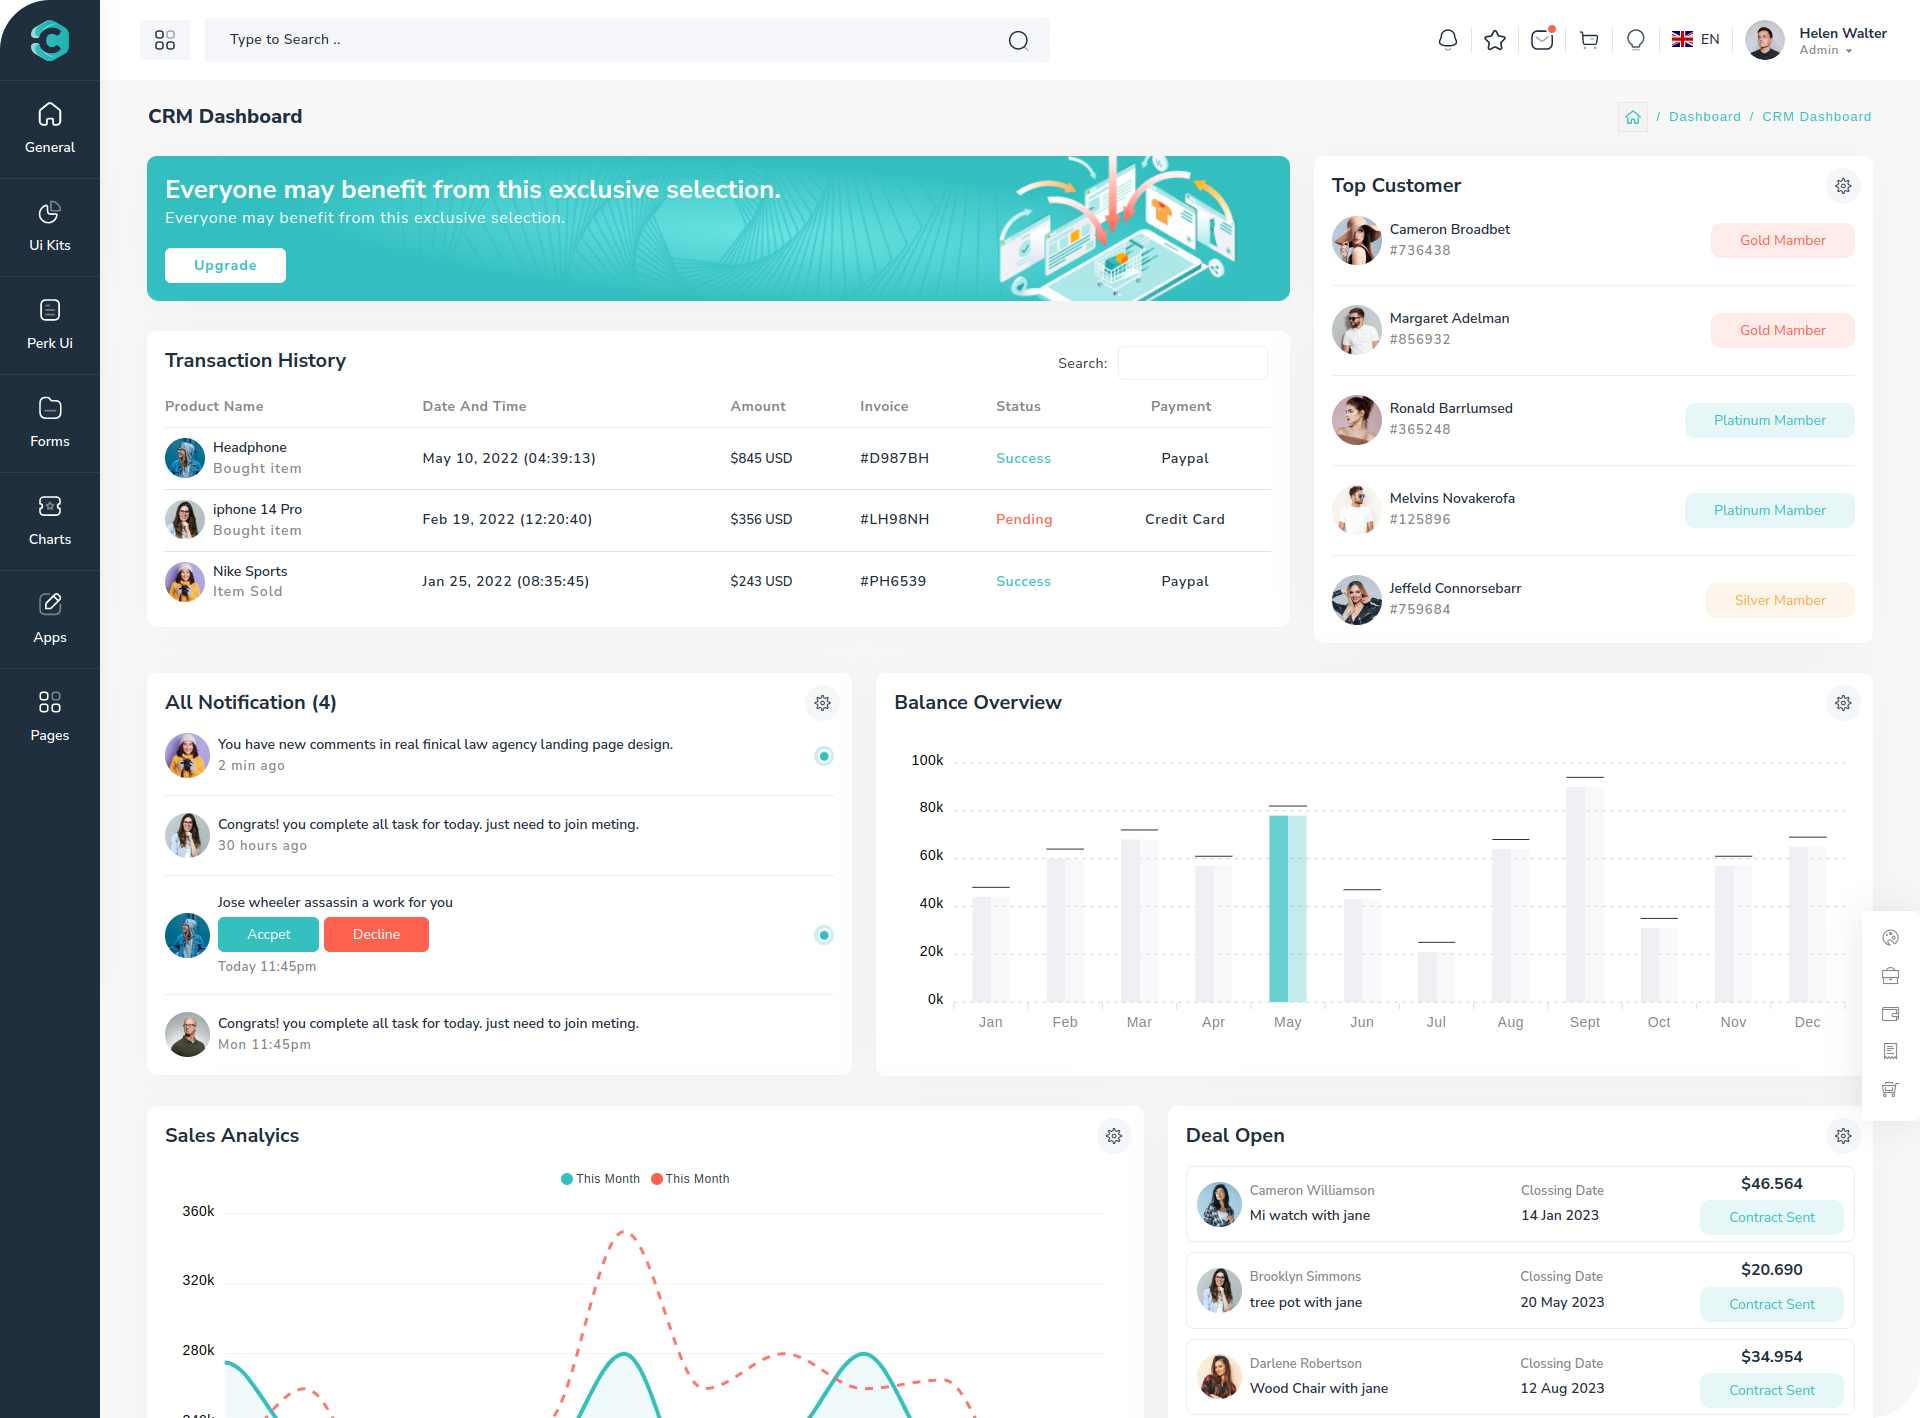 Type to Search ..
EN
Helen Walter
Admin
General
Ui Kits
Perk Ui
Forms
Charts
Apps
Pages
CRM Dashboard
/ Dashboard / CRM Dashboard
Everyone may benefit from this exclusive selection.
Everyone may benefit from this exclusive selection.
Upgrade
Top Customer
Cameron Broadbet
#736438
Gold Mamber
Margaret Adelman
#856932
Gold Mamber
Ronald Barrlumsed
#365248
Platinum Mamber
Melvins Novakerofa
#125896
Platinum Mamber
Jeffeld Connorsebarr
#759684
Silver Mamber
Transaction History
Search:
Product Name Date And Time Amount Invoice Status Payment
Headphone
Bought item
May 10, 2022 (04:39:13) $845 USD #D987BH Success Paypal
iphone 14 Pro
Bought item
Feb 19, 2022 (12:20:40) $356 USD #LH98NH Pending Credit Card
Nike Sports
Item Sold
Jan 25, 2022 (08:35:45) $243 USD #PH6539 Success Paypal
All Notification (4)
You have new comments in real finical law agency landing page design.
2 min ago
Congrats! you complete all task for today. just need to join meting.
30 hours ago
Jose wheeler assassin a work for you
Accpet Decline
Today 11:45pm
Congrats! you complete all task for today. just need to join meting.
Mon 11:45pm
Balance Overview
100k
80k
60k
40k
20k
0k
Jan Feb Mar Apr May Jun Jul Aug Sept Oct Nov Dec
Sales Analyics
This Month This Month
360k
320k
280k
Deal Open
Cameron Williamson
Mi watch with jane
Clossing Date
14 Jan 2023
$46.564
Contract Sent
Brooklyn Simmons
tree pot with jane
Clossing Date
20 May 2023
$20.690
Contract Sent
Darlene Robertson
Wood Chair with jane
Clossing Date
12 Aug 2023
$34.954
Contract Sent